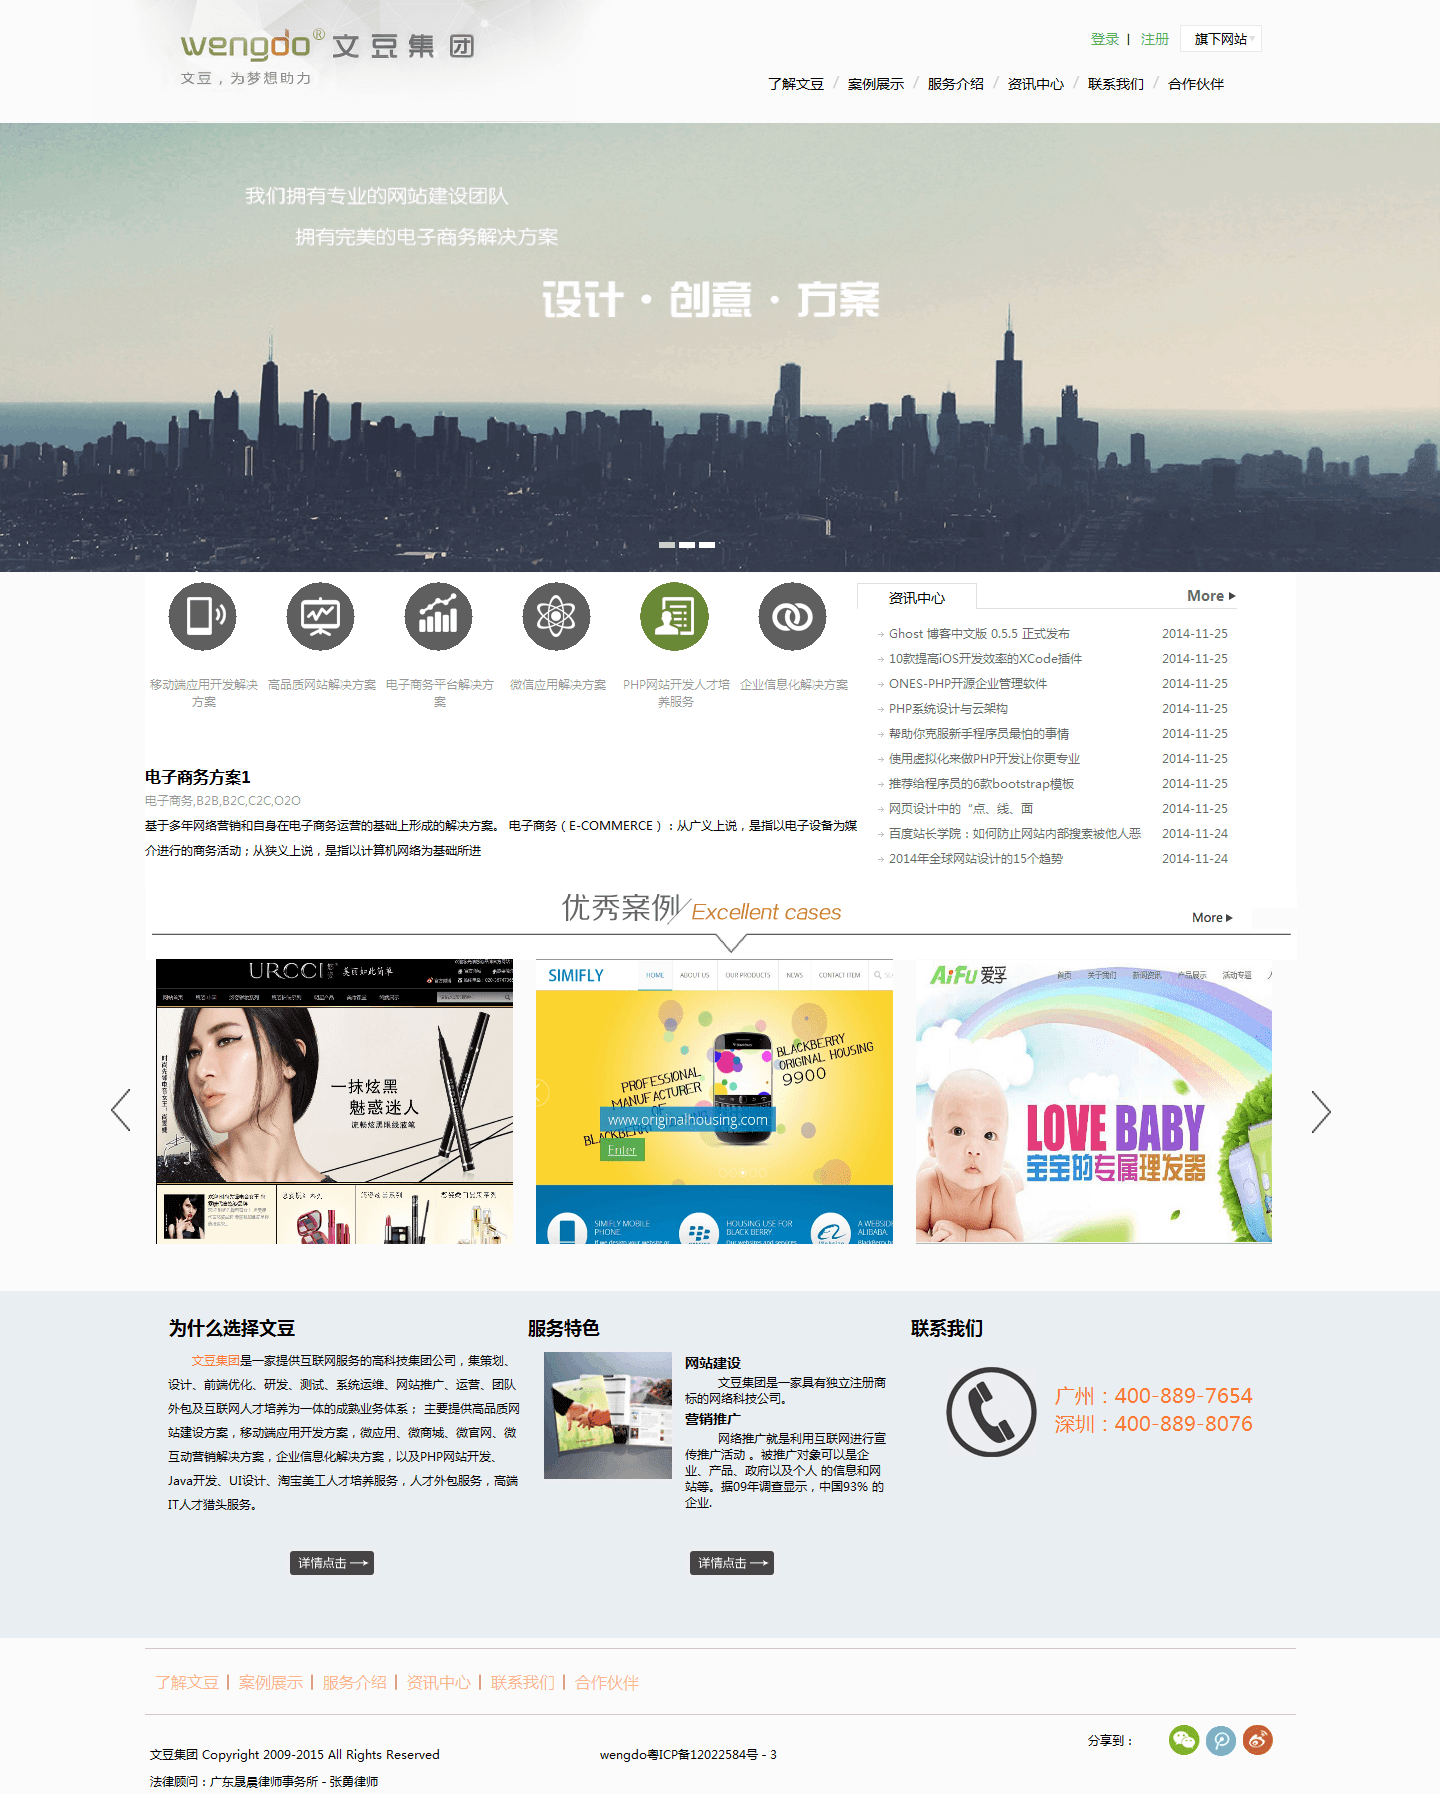 wengdo® 文豆集团
文豆，为梦想助力
登录 | 注册 旗下网站
了解文豆 / 案例展示 / 服务介绍 / 资讯中心 / 联系我们 / 合作伙伴
我们拥有专业的网站建设团队
拥有完美的电子商务解决方案
设计·创意·方案
移动端应用开发解决方案
高品质网站解决方案
电子商务平台解决方案
微信应用解决方案
PHP网站开发人才培养服务
企业信息化解决方案
电子商务方案1
电子商务,B2B,B2C,C2C,O2O
基于多年网络营销和自身在电子商务运营的基础上形成的解决方案。 电子商务（E-COMMERCE）：从广义上说，是指以电子设备为媒
介进行的商务活动；从狭义上说，是指以计算机网络为基础所进
资讯中心 More
Ghost 博客中文版 0.5.5 正式发布 2014-11-25
10款提高iOS开发效率的XCode插件 2014-11-25
ONES-PHP开源企业管理软件 2014-11-25
PHP系统设计与云架构 2014-11-25
帮助你克服新手程序员最怕的事情 2014-11-25
使用虚拟化来做PHP开发让你更专业 2014-11-25
推荐给程序员的6款bootstrap模板 2014-11-25
网页设计中的“点、线、面 2014-11-25
百度站长学院：如何防止网站内部搜索被他人恶 2014-11-24
2014年全球网站设计的15个趋势 2014-11-24
优秀案例 Excellent cases More
URCCI 美丽如此简单
一抹炫黑
魅惑迷人
流畅炫黑眼线液笔
SIMIFLY HOME ABOUT US OUR PRODUCTS NEWS CONTACT ITEM
PROFESSIONAL
MANUFACTURER
OF
BLACKBERRY
BLACKBERRY
ORIGINAL HOUSING
9900
www.originalhousing.com
Enter
SIMIFLY MOBILE
PHONE.
HOUSING USE FOR
BLACK BERRY
A WEBSID
ALIBABA.
AiFu 爱孚 首页 关于我们 新闻资讯 产品展示 活动专题
LOVE BABY
宝宝的专属理发器
为什么选择文豆
文豆集团是一家提供互联网服务的高科技集团公司，集策划、
设计、前端优化、研发、测试、系统运维、网站推广、运营、团队
外包及互联网人才培养为一体的成熟业务体系； 主要提供高品质网
站建设方案，移动端应用开发方案，微应用、微商城、微官网、微
互动营销解决方案，企业信息化解决方案，以及PHP网站开发、
Java开发、UI设计、淘宝美工人才培养服务，人才外包服务，高端
IT人才猎头服务。
详情点击
服务特色
网站建设
文豆集团是一家具有独立注册商
标的网络科技公司。
营销推广
网络推广就是利用互联网进行宣
传推广活动 。被推广对象可以是企
业、产品、政府以及个人 的信息和网
站等。据09年调查显示，中国93% 的
企业.
详情点击
联系我们
广州：400-889-7654
深圳：400-889-8076
了解文豆 | 案例展示 | 服务介绍 | 资讯中心 | 联系我们 | 合作伙伴
分享到：
文豆集团 Copyright 2009-2015 All Rights Reserved wengdo粤ICP备12022584号 - 3
法律顾问：广东晟晨律师事务所 - 张勇律师